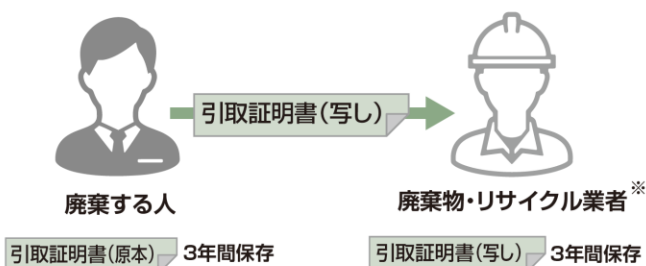 引取証明書(写し)
廃棄する人
廃棄物・リサイクル業者※
引取証明書(原本) 3年間保存
引取証明書(写し) 3年間保存